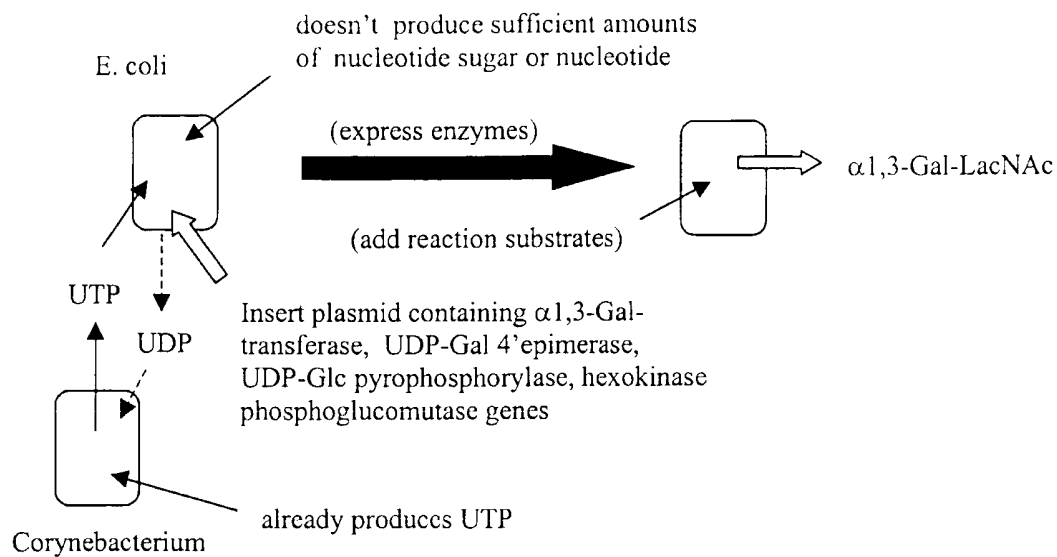 doesn't produce sufficient amounts
of nucleotide sugar or nucleotide
E. coli
(express enzymes)
α1,3-Gal-LacNAc
(add reaction substrates)
UTP
UDP
Insert plasmid containing α1,3-Gal-
transferase, UDP-Gal 4'epimerase,
UDP-Glc pyrophosphorylase, hexokinase
phosphoglucomutase genes
already produces UTP
Corynebacterium